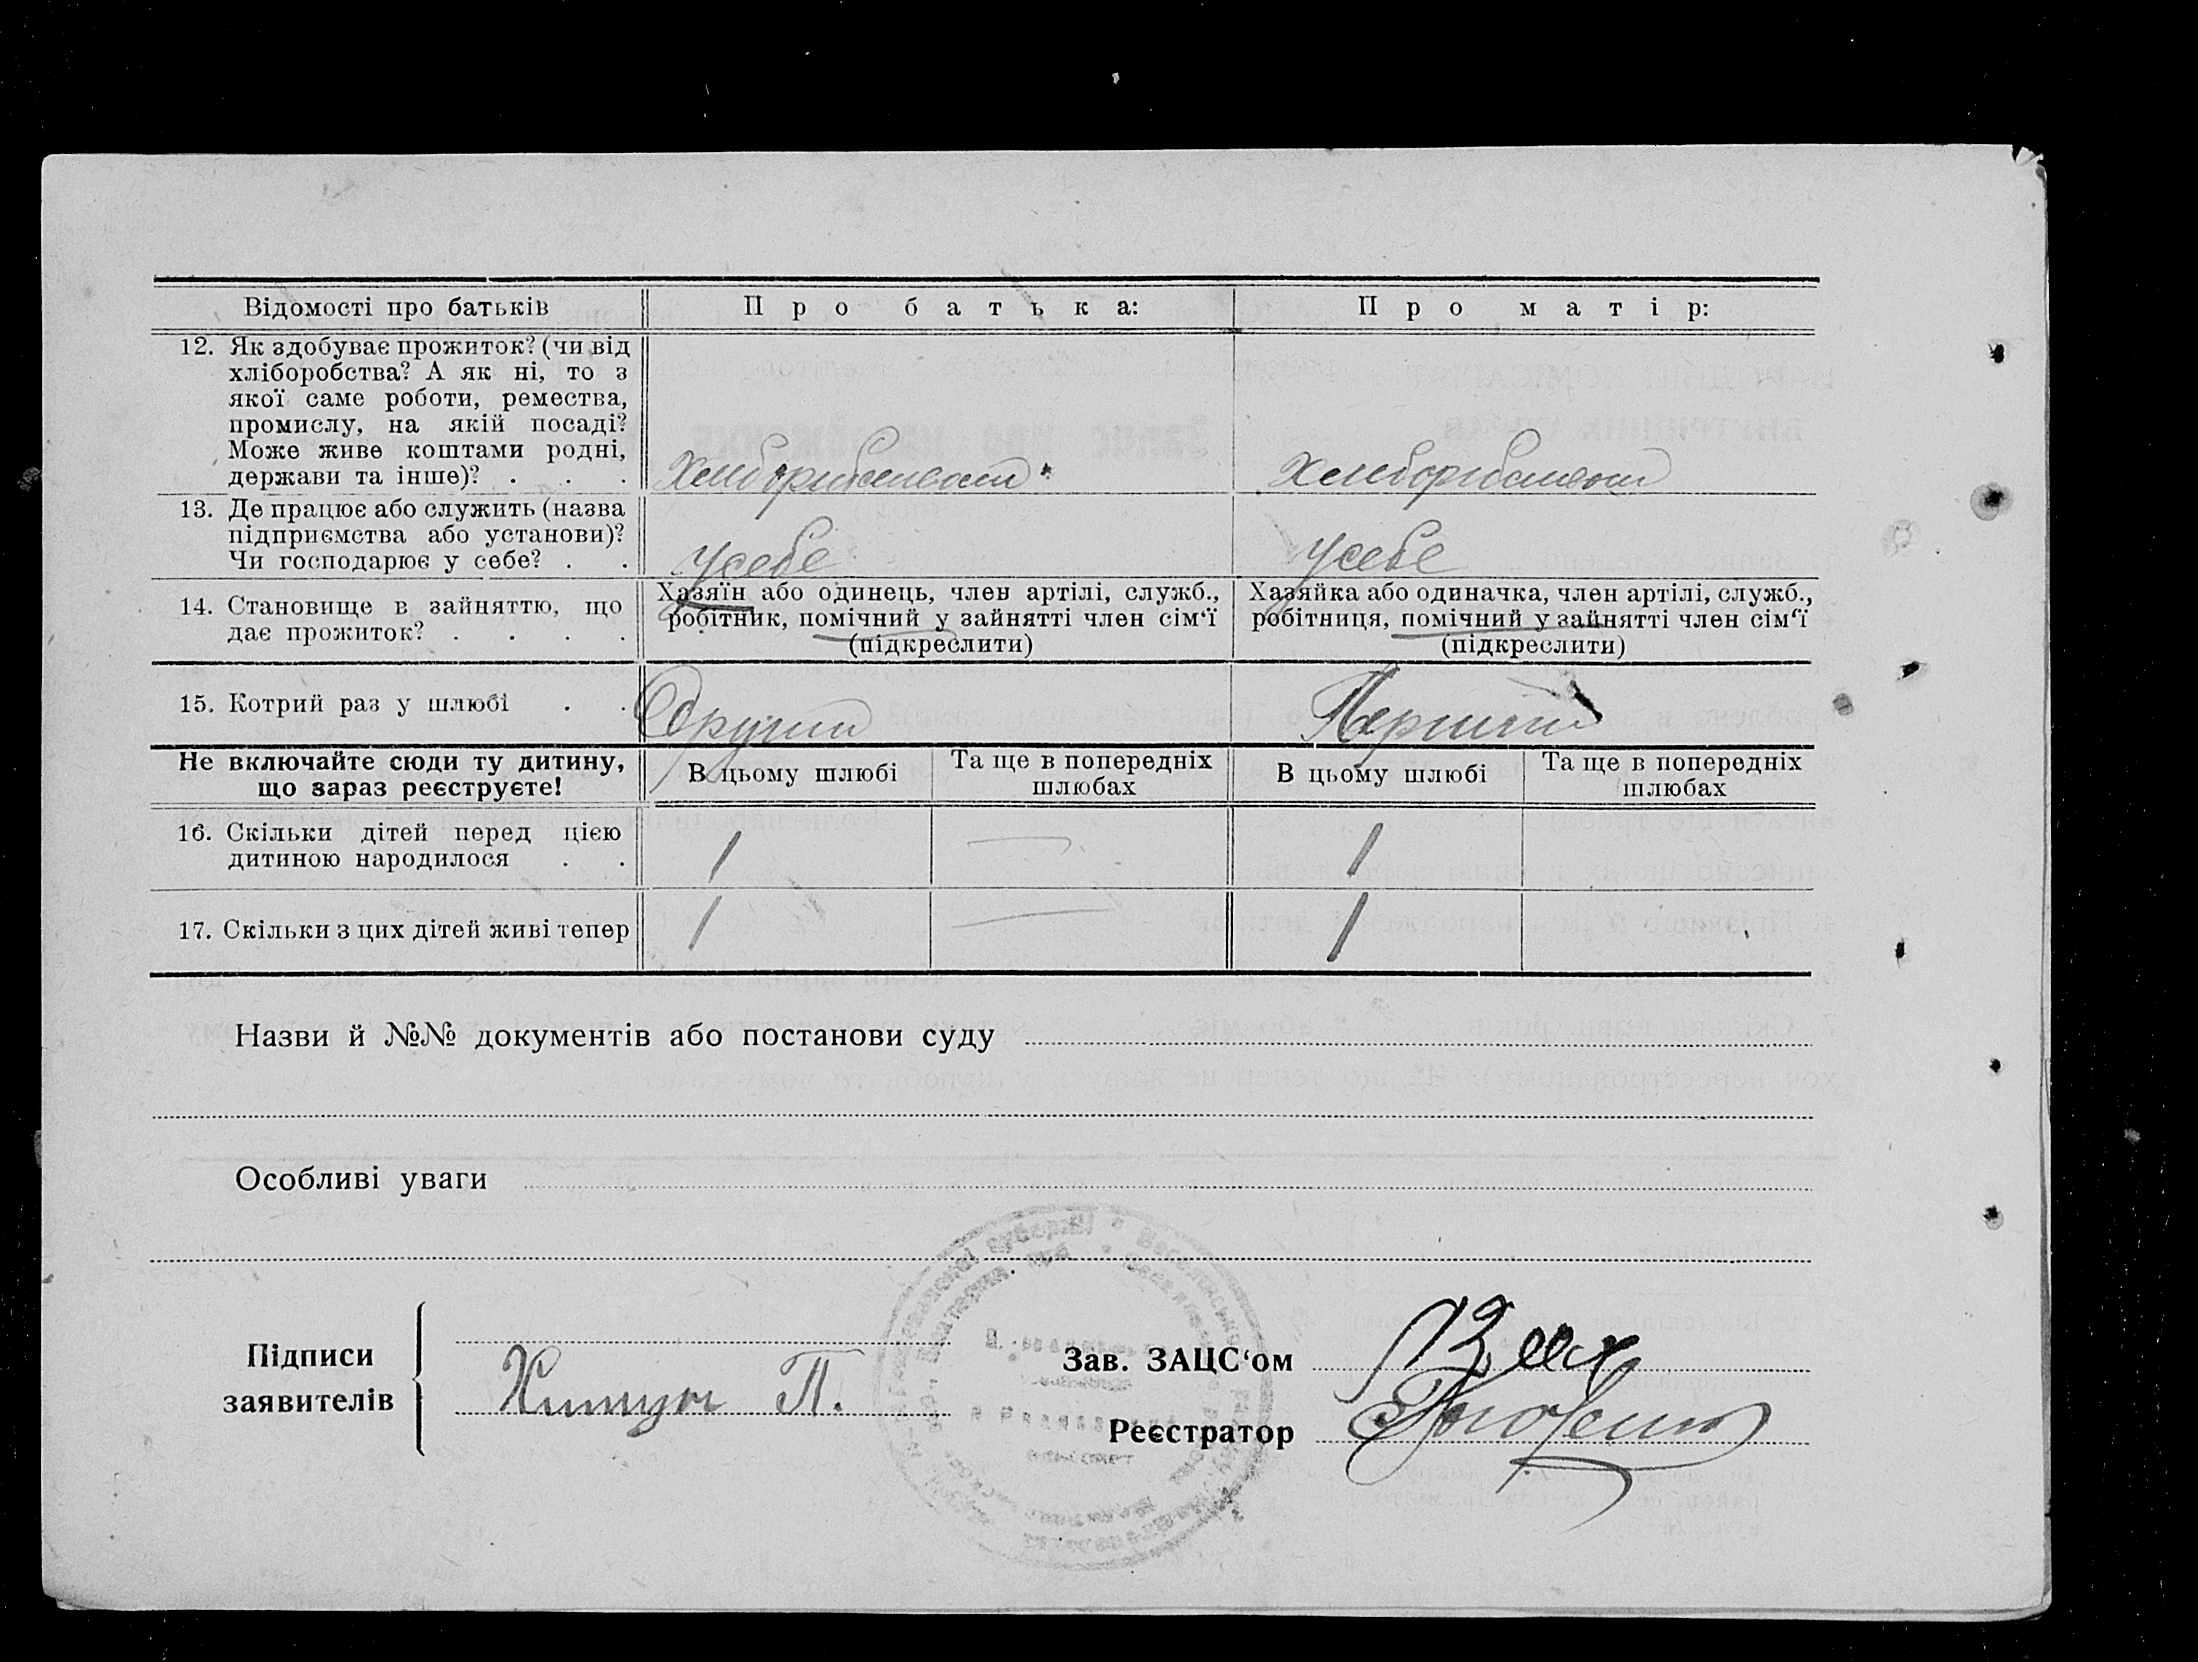 Відомості про батьків
Про батька:
Про матір:
12. Як здобуває прожиток? (чи від
хліборобства? А як ні, то з
якої саме роботи, ремества,
промислу, на якій посаді?
Може живе коштами родні,
держави та інше)? . . .
13. Де працює або служить (назва
підприємства або установи)?
Чи господарює у себе? . .
усебе
усебе
14. Становище в зайняттю, що
дає прожиток? . . . .
Хазяїн або одинець, член артілі, служб.,
робітник, помічний у зайнятті член сім'ї
(підкреслити)
Хазяйка або одиначка, член артілі, служб.,
робітниця, помічний у зайнятті член сім'ї
(підкреслити)
15. Котрий раз у шлюбі . .
Другий
Перший
Не включайте сюди ту дитину,
що зараз реєструєте!
В цьому шлюбі
Та ще в попередніх
шлюбах
В цьому шлюбі
Та ще в попередніх
шлюбах
16. Скільки дітей перед цією
дитиною народилося . .
1 — 1
17. Скільки з цих дітей живі тепер
1 — 1
Назви й №№ документів або постанови суду
Особливі уваги
Підписи
заявителів
П.
Зав. ЗАЦС'ом
Реєстратор